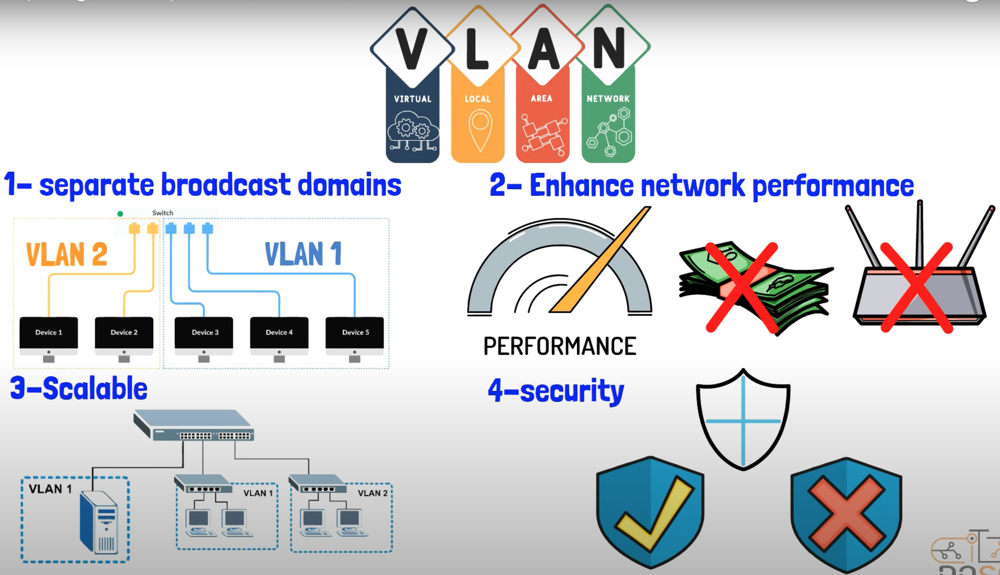 V L A N
VIRTUAL LOCAL AREA NETWORK
1- separate broadcast domains
Switch
VLAN 2
VLAN 1
Device 1
Device 2
Device 3
Device 4
Device 5
2- Enhance network performance
10
PERFORMANCE
3-Scalable
VLAN 1
VLAN 1
VLAN 2
4-security